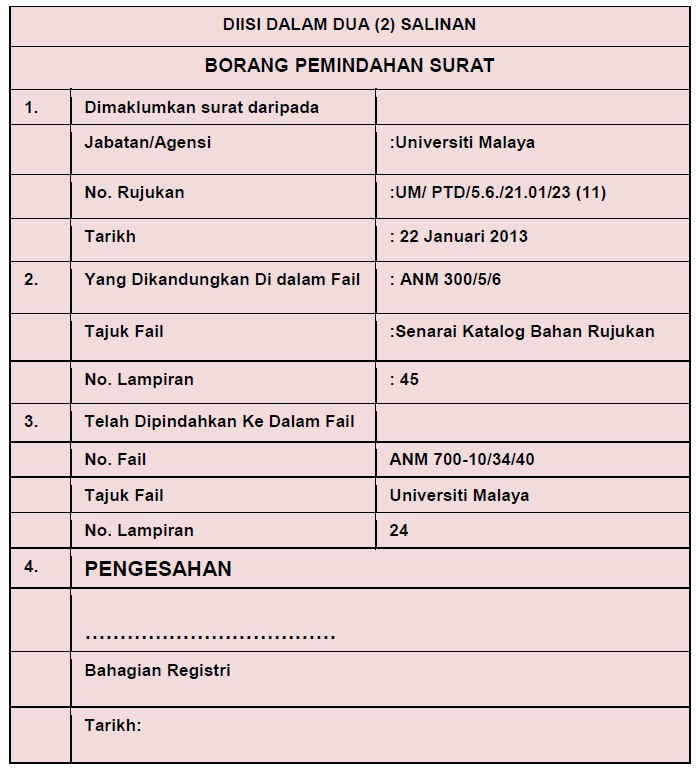 DIISI DALAM DUA (2) SALINAN
BORANG PEMINDAHAN SURAT
1. Dimaklumkan surat daripada
Jabatan/Agensi :Universiti Malaya
No. Rujukan :UM/ PTD/5.6./21.01/23 (11)
Tarikh : 22 Januari 2013
2. Yang Dikandungkan Di dalam Fail : ANM 300/5/6
Tajuk Fail :Senarai Katalog Bahan Rujukan
No. Lampiran : 45
3. Telah Dipindahkan Ke Dalam Fail
No. Fail ANM 700-10/34/40
Tajuk Fail Universiti Malaya
No. Lampiran 24
4. PENGESAHAN
....................................
Bahagian Registri
Tarikh: